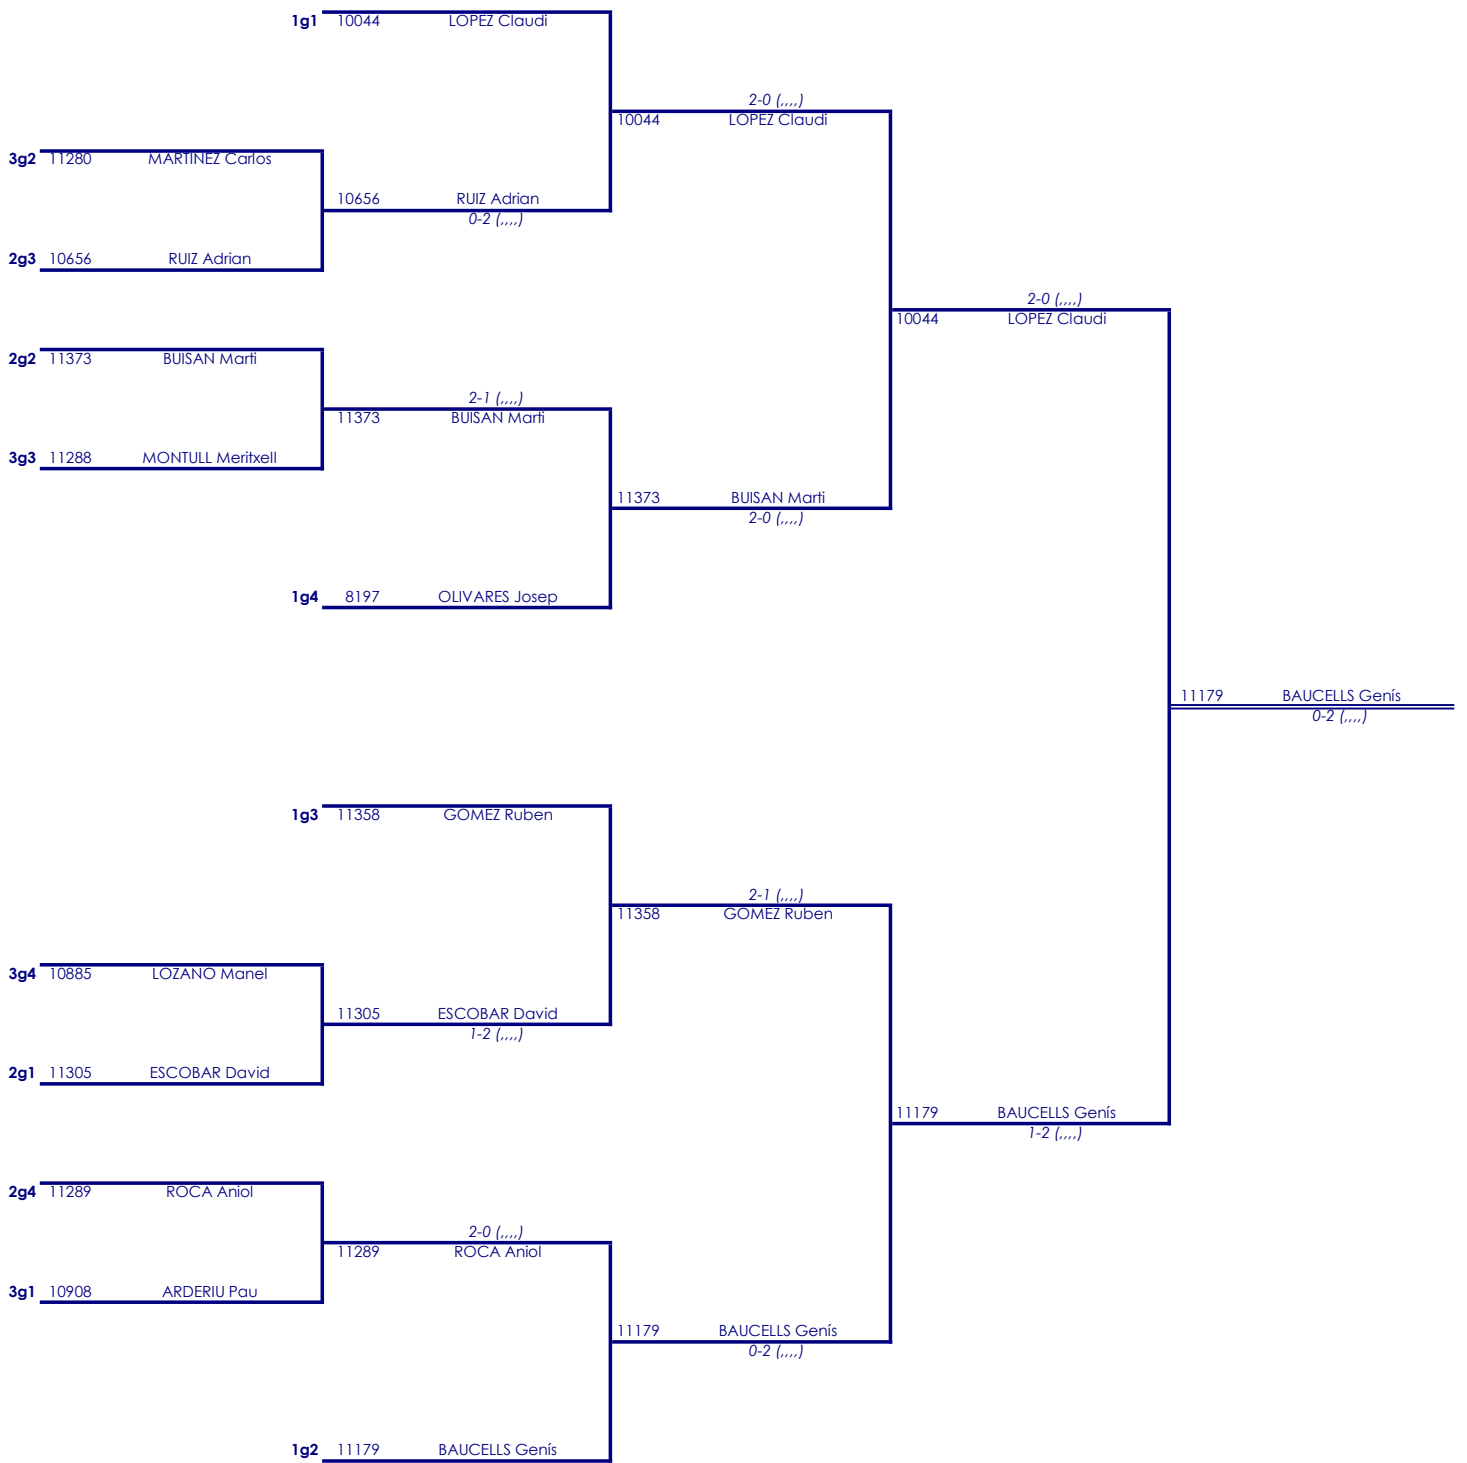 1g1 10044 LOPEZ Claudi
2-0 (,,,,)
10044 LOPEZ Claudi
3g2 11280 MARTINEZ Carlos
10656 RUIZ Adrian
0-2 (,,,,)
2g3 10656 RUIZ Adrian
2-0 (,,,,)
10044 LOPEZ Claudi
2g2 11373 BUISAN Marti
2-1 (,,,,)
11373 BUISAN Marti
3g3 11288 MONTULL Meritxell
11373 BUISAN Marti
2-0 (,,,,)
1g4 8197 OLIVARES Josep
11179 BAUCELLS Genís
0-2 (,,,,)
1g3 11358 GOMEZ Ruben
2-1 (,,,,)
11358 GOMEZ Ruben
3g4 10885 LOZANO Manel
11305 ESCOBAR David
1-2 (,,,,)
2g1 11305 ESCOBAR David
11179 BAUCELLS Genís
1-2 (,,,,)
2g4 11289 ROCA Aniol
2-0 (,,,,)
11289 ROCA Aniol
3g1 10908 ARDERIU Pau
11179 BAUCELLS Genís
0-2 (,,,,)
1g2 11179 BAUCELLS Genís